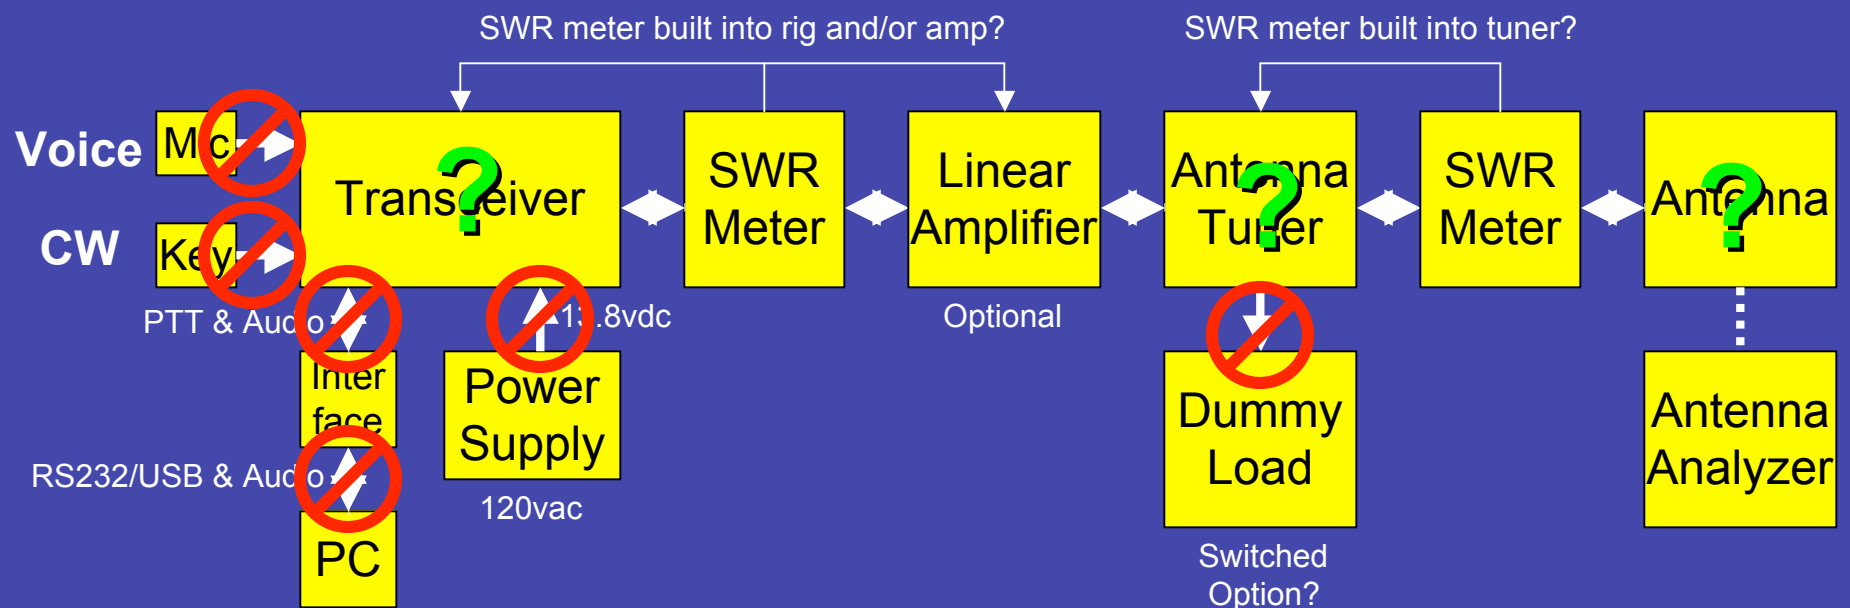 SWR meter built into rig and/or amp?
SWR meter built into tuner?
Voice
Mic
CW
Key
Transceiver
?
SWR
Meter
Linear
Amplifier
Antenna
Tuner
?
SWR
Meter
Antenna
?
PTT & Audio
13.8vdc
Optional
Inter
face
Power
Supply
Dummy
Load
Antenna
Analyzer
RS232/USB & Audio
120vac
PC
Switched
Option?